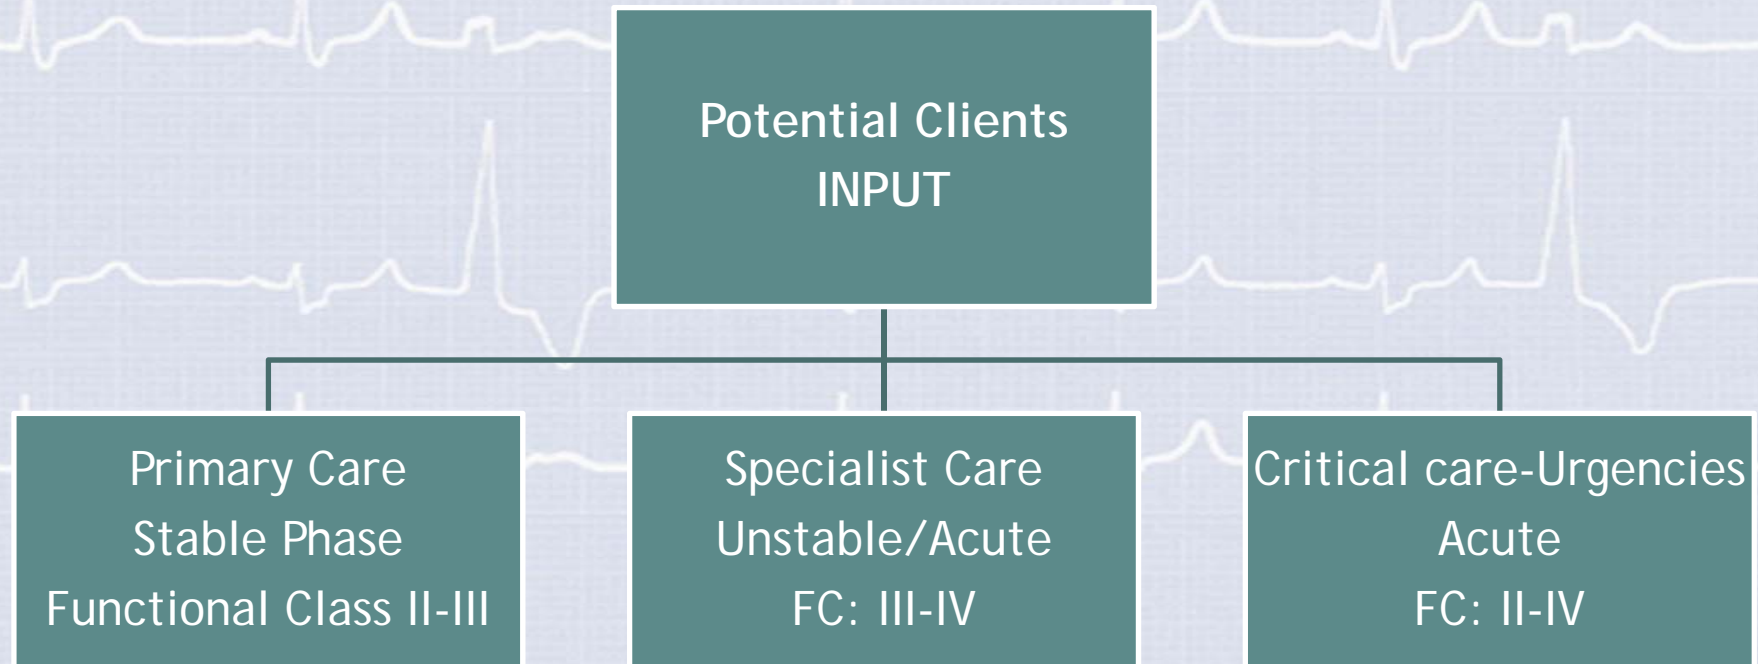 Potential Clients
INPUT
Primary Care
Stable Phase
Functional Class II-III
Specialist Care
Unstable/Acute
FC: III-IV
Critical care-Urgencies
Acute
FC: II-IV